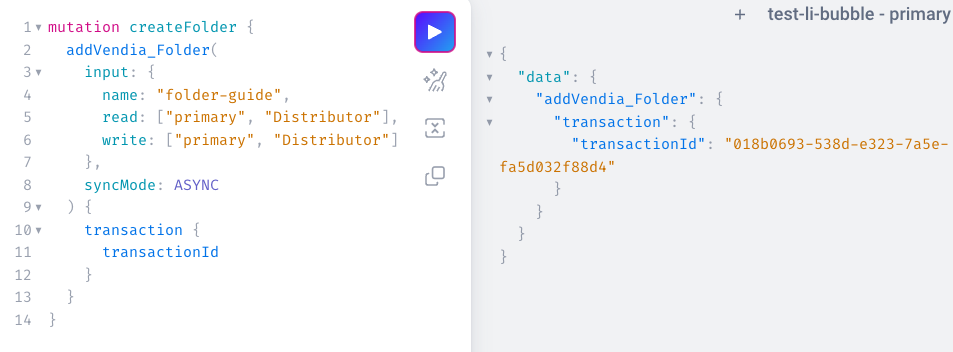 1 mutation createFolder {
2 addVendia_Folder(
3 input: {
4 name: "folder-guide",
5 read: ["primary", "Distributor"],
6 write: ["primary", "Distributor"]
7 },
8 syncMode: ASYNC
9 ) {
10 transaction {
11 transactionId
12 }
13 }
14 }
+ test-li-bubble - primary
{
"data": {
"addVendia_Folder": {
"transaction": {
"transactionId": "018b0693-538d-e323-7a5e-
fa5d032f88d4"
}
}
}
}